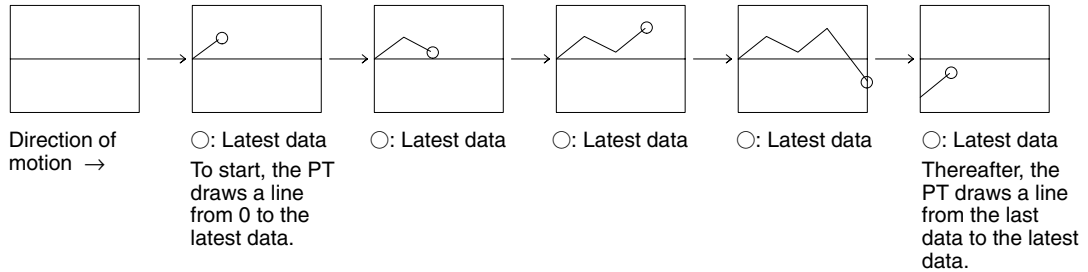 Direction of
motion →
○: Latest data
To start, the PT
draws a line
from 0 to the
latest data.
○: Latest data
○: Latest data
○: Latest data
○: Latest data
Thereafter, the
PT draws a line
from the last
data to the latest
data.